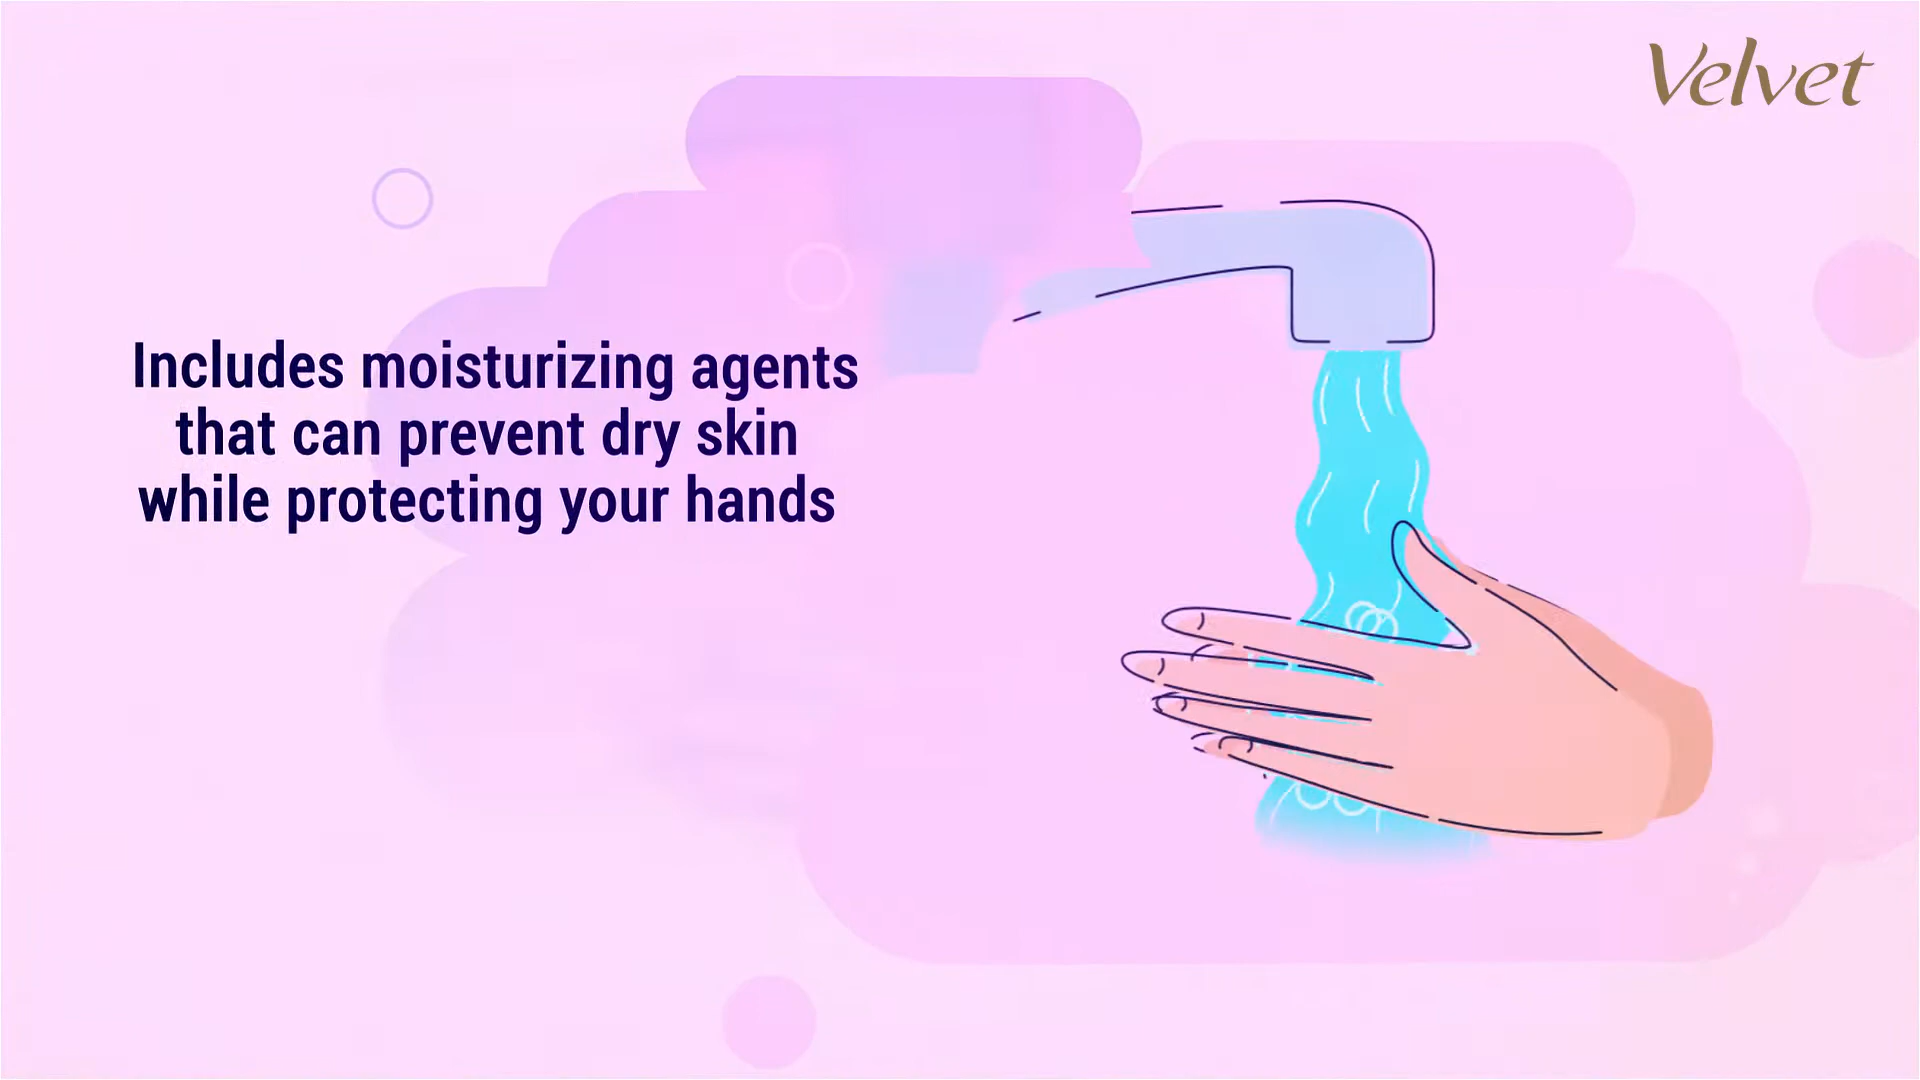 Velvet
Includes moisturizing agents
that can prevent dry skin
while protecting your hands